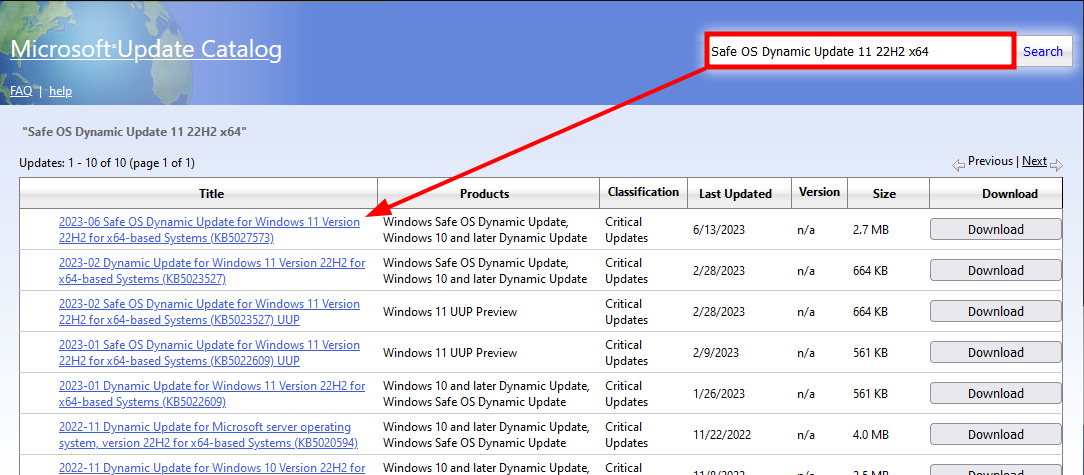 Microsoft® Update Catalog
Safe OS Dynamic Update 11 22H2 x64
Search
FAQ | help
"Safe OS Dynamic Update 11 22H2 x64"
Updates: 1 - 10 of 10 (page 1 of 1)
Previous | Next
Title Products Classification Last Updated Version Size Download
2023-06 Safe OS Dynamic Update for Windows 11 Version
22H2 for x64-based Systems (KB5027573)
Windows Safe OS Dynamic Update,
Windows 10 and later Dynamic Update
Critical
Updates
6/13/2023
n/a
2.7 MB
Download
2023-02 Dynamic Update for Windows 11 Version 22H2 for
x64-based Systems (KB5023527)
Windows Safe OS Dynamic Update,
Windows 10 and later Dynamic Update
Critical
Updates
2/28/2023
n/a
664 KB
Download
2023-02 Safe OS Dynamic Update for Windows 11 Version
22H2 for x64-based Systems (KB5023527) UUP
Windows 11 UUP Preview
Critical
Updates
2/28/2023
n/a
664 KB
Download
2023-01 Safe OS Dynamic Update for Windows 11 Version
22H2 for x64-based Systems (KB5022609) UUP
Windows 11 UUP Preview
Critical
Updates
2/9/2023
n/a
561 KB
Download
2023-01 Dynamic Update for Windows 11 Version 22H2 for
x64-based Systems (KB5022609)
Windows 10 and later Dynamic Update,
Windows Safe OS Dynamic Update
Critical
Updates
1/26/2023
n/a
561 KB
Download
2022-11 Dynamic Update for Microsoft server operating
system, version 22H2 for x64-based Systems (KB5020594)
Windows 10 and later Dynamic Update,
Windows Safe OS Dynamic Update
Critical
Updates
11/22/2022
n/a
4.0 MB
Download
2022-11 Dynamic Update for Windows 10 Version 22H2 for
Windows 10 and later Dynamic Update,
Critical
11/8/2022
n/a
Download